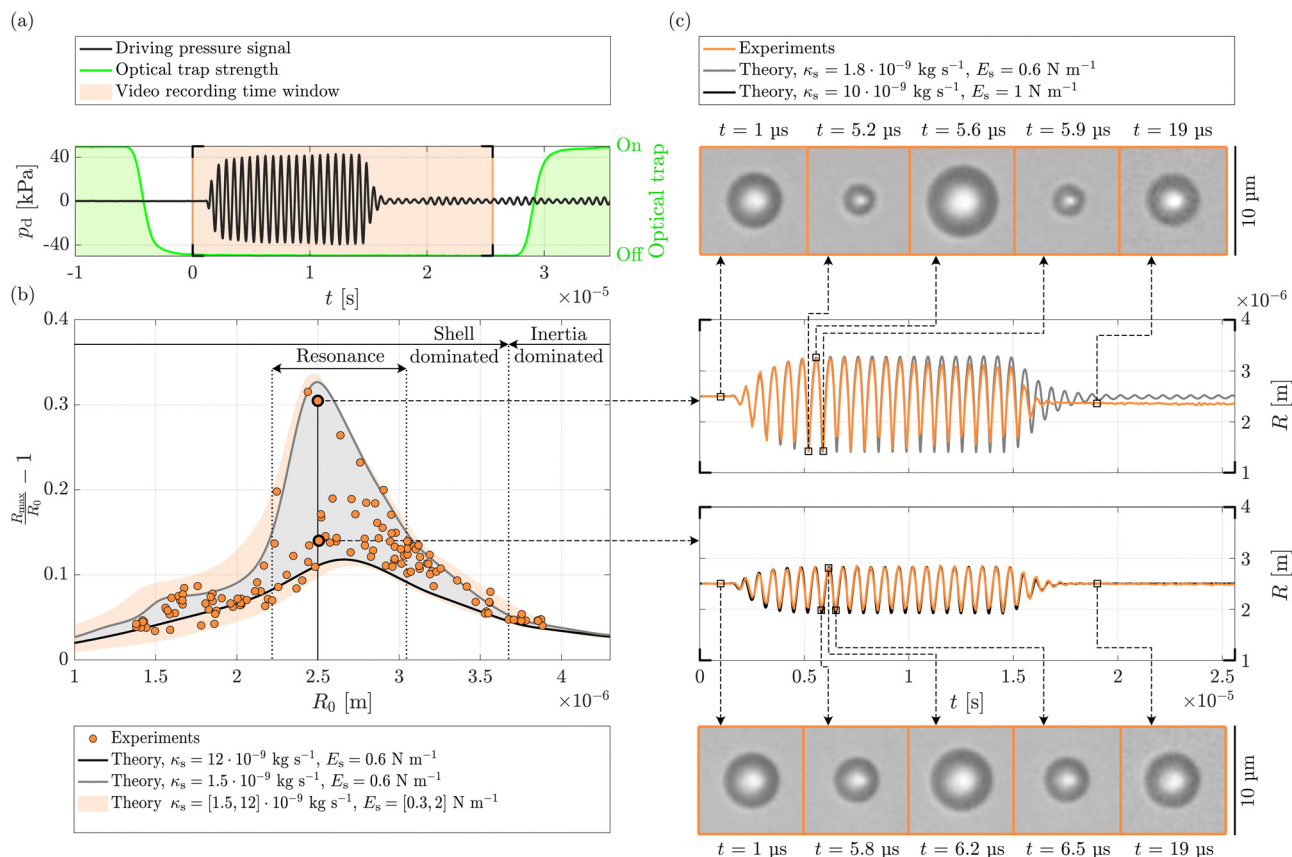 (a)
Driving pressure signal
Optical trap strength
Video recording time window
40
0
-40
p_d [kPa]
On
Off
Optical trap
-1 0 1 2 3
t [s]
×10⁻⁵
(b)
0.4
0.3
0.2
0.1
0
R_max/R_0 − 1
Resonance
Shell dominated
Inertia dominated
1 1.5 2 2.5 3 3.5 4
R_0 [m]
×10⁻⁶
Experiments
Theory, κ_s = 12 · 10⁻⁹ kg s⁻¹, E_s = 0.6 N m⁻¹
Theory, κ_s = 1.5 · 10⁻⁹ kg s⁻¹, E_s = 0.6 N m⁻¹
Theory κ_s = [1.5, 12] · 10⁻⁹ kg s⁻¹, E_s = [0.3, 2] N m⁻¹
(c)
Experiments
Theory, κ_s = 1.8 · 10⁻⁹ kg s⁻¹, E_s = 0.6 N m⁻¹
Theory, κ_s = 10 · 10⁻⁹ kg s⁻¹, E_s = 1 N m⁻¹
t = 1 µs t = 5.2 µs t = 5.6 µs t = 5.9 µs t = 19 µs
10 µm
×10⁻⁶
4
3
2
1
R [m]
4
3
2
1
R [m]
0 0.5 1 1.5 2 2.5
t [s]
×10⁻⁵
10 µm
t = 1 µs t = 5.8 µs t = 6.2 µs t = 6.5 µs t = 19 µs